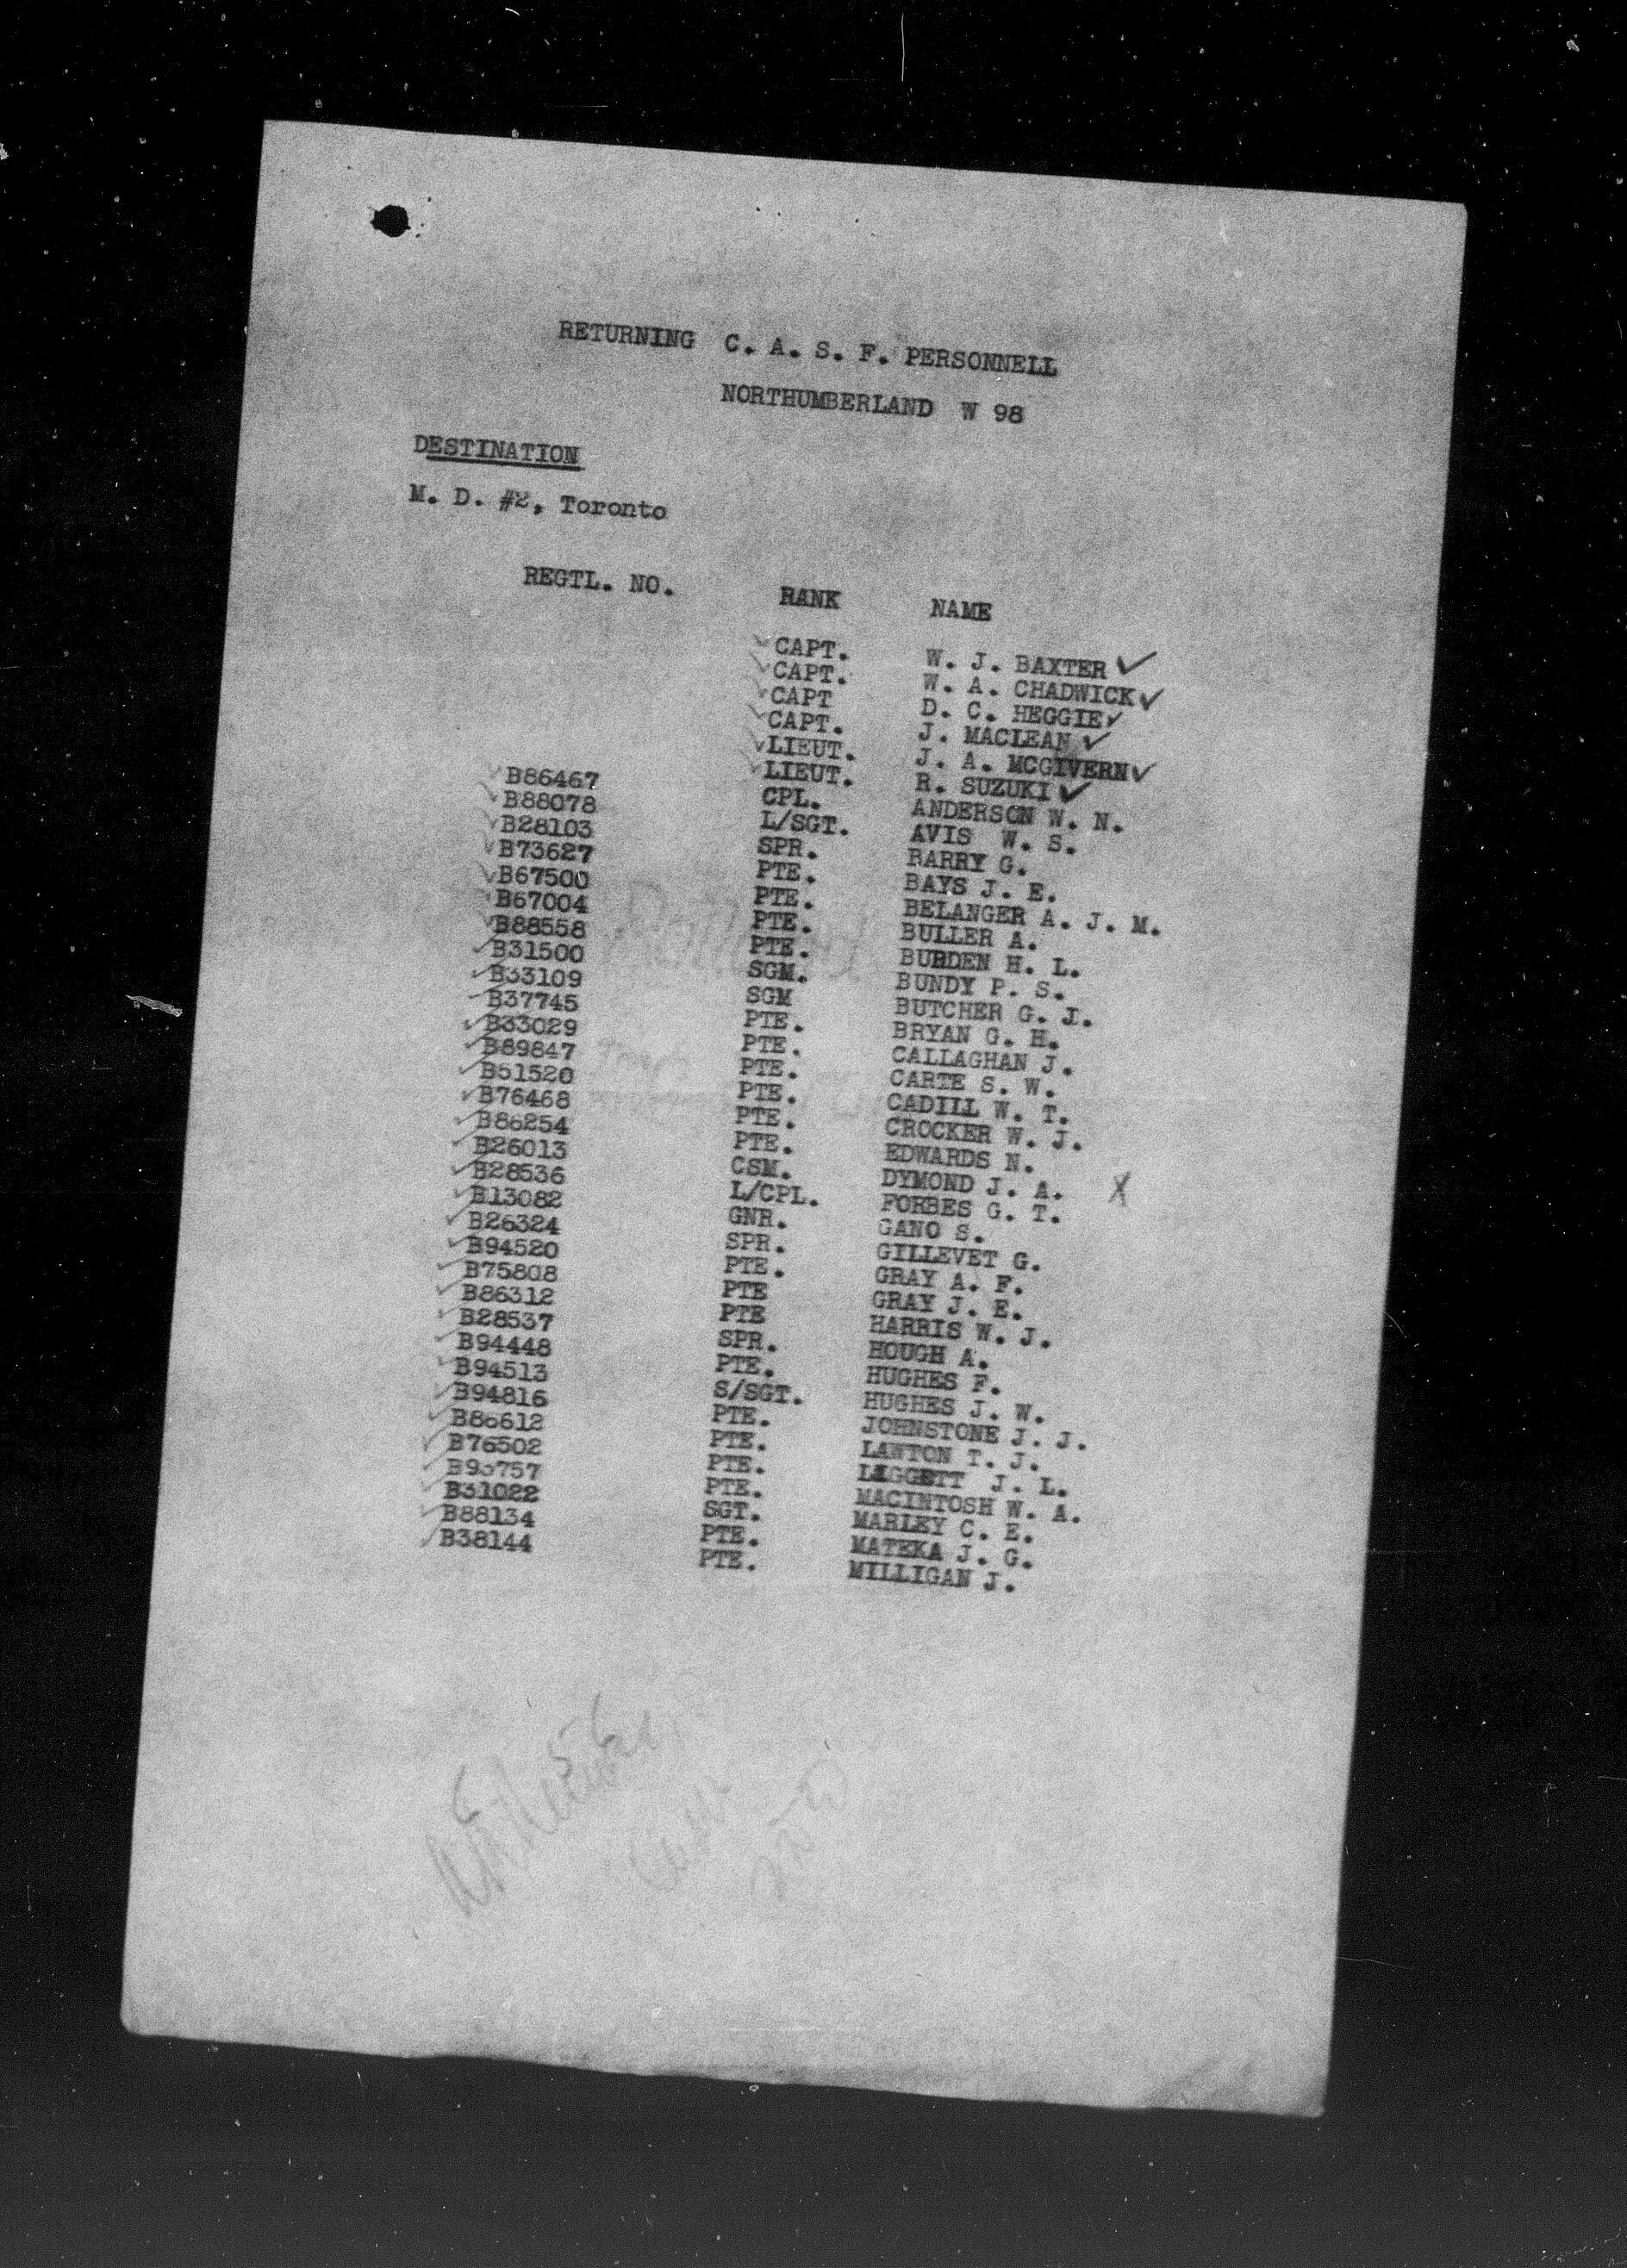 RETURNING C. A. S. F. PERSONNELL
NORTHUMBERLAND W 98
DESTINATION
M. D. #2, Toronto
REGTL. NO. RANK NAME
✓ CAPT. W. J. BAXTER ✓
✓ CAPT. W. A. CHADWICK ✓
✓ CAPT D. C. HEGGIE ✓
✓ CAPT. J. MACLEAN ✓
✓ LIEUT. J. A. MCGIVERN ✓
✓ LIEUT. R. SUZUKI ✓
✓ B86467 CPL. ANDERSON W. N.
✓ B88078 L/SGT. AVIS W. S.
✓ B28103 SPR. BARRY G.
✓ B73627 PTE. BAYS J. E.
✓ B67500 PTE. BELANGER A. J. M.
✓ B67004 PTE. BULLER A.
✓ B88558 PTE. BURDEN H. L.
✓ B31500 SGM. BUNDY P. S.
✓ B33109 SGM BUTCHER G. J.
✓ B37745 PTE. BRYAN G. H.
✓ B33029 PTE. CALLAGHAN J.
✓ B89847 PTE. CARTE S. W.
✓ B51520 PTE. CADILL W. T.
✓ B76468 PTE. CROCKER W. J.
✓ B86254 PTE. EDWARDS N.
✓ B26013 CSM. DYMOND J. A. X
✓ B28536 L/CPL. FORBES G. T.
✓ B13082 GNR. GANO S.
✓ B26324 SPR. GILLEVET G.
✓ B94520 PTE. GRAY A. F.
✓ B75808 PTE GRAY J. E.
✓ B86312 PTE HARRIS W. J.
✓ B28537 SPR. HOUGH A.
✓ B94448 PTE. HUGHES F.
✓ B94513 S/SGT. HUGHES J. W.
✓ B94816 PTE. JOHNSTONE J. J.
✓ B86612 PTE. LAWTON T. J.
✓ B76502 PTE. LIGGETT J. L.
✓ PTE. MACINTOSH W. A.
✓ B31022 SGT. MARLEY C. E.
✓ B88134 PTE. MATEKA J. G.
✓ B38144 PTE. MILLIGAN J.